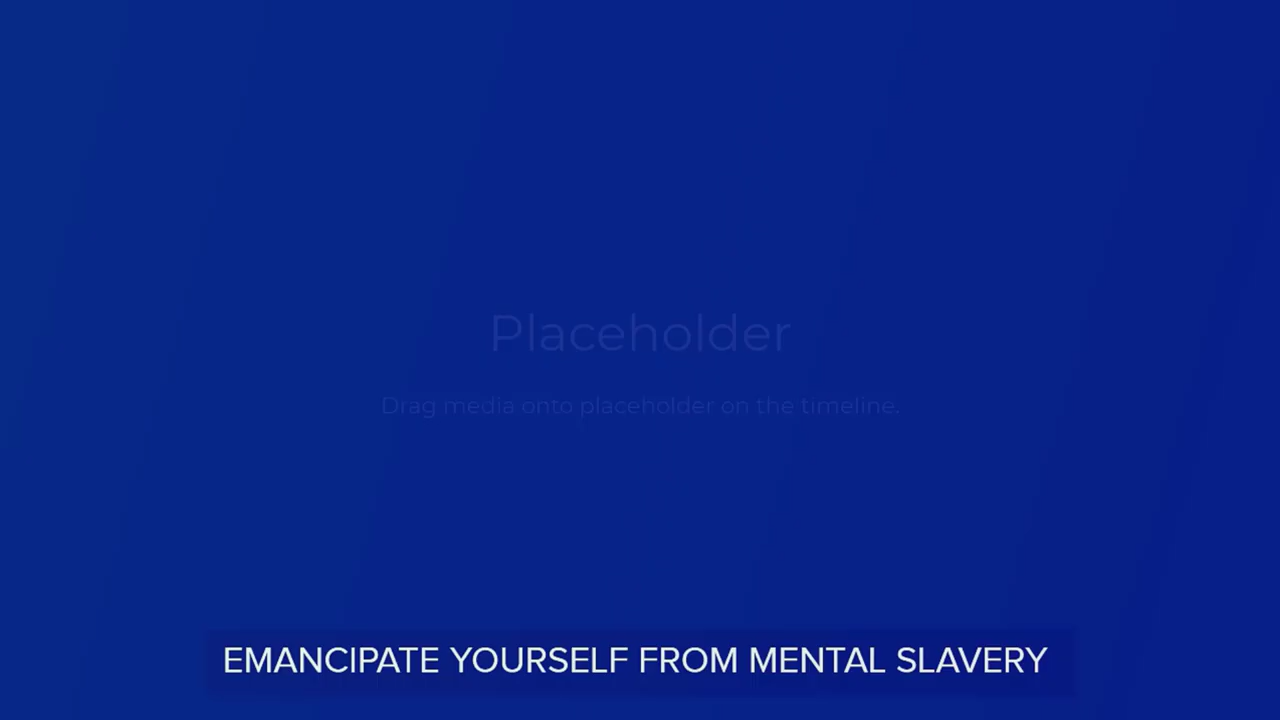 Placeholder
Drag media onto placeholder on the timeline.
EMANCIPATE YOURSELF FROM MENTAL SLAVERY